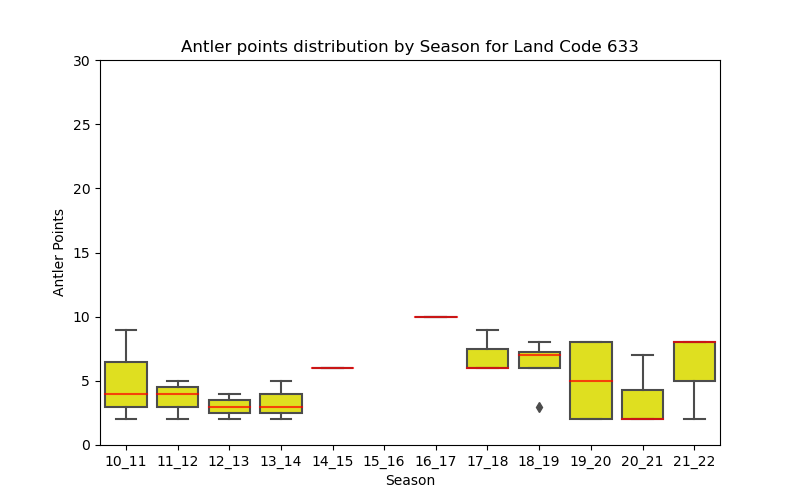 Antler points distribution by Season for Land Code 633
30
25
20
15
10
5
0
Antler Points
10_11 11_12 12_13 13_14 14_15 15_16 16_17 17_18 18_19 19_20 20_21 21_22
Season